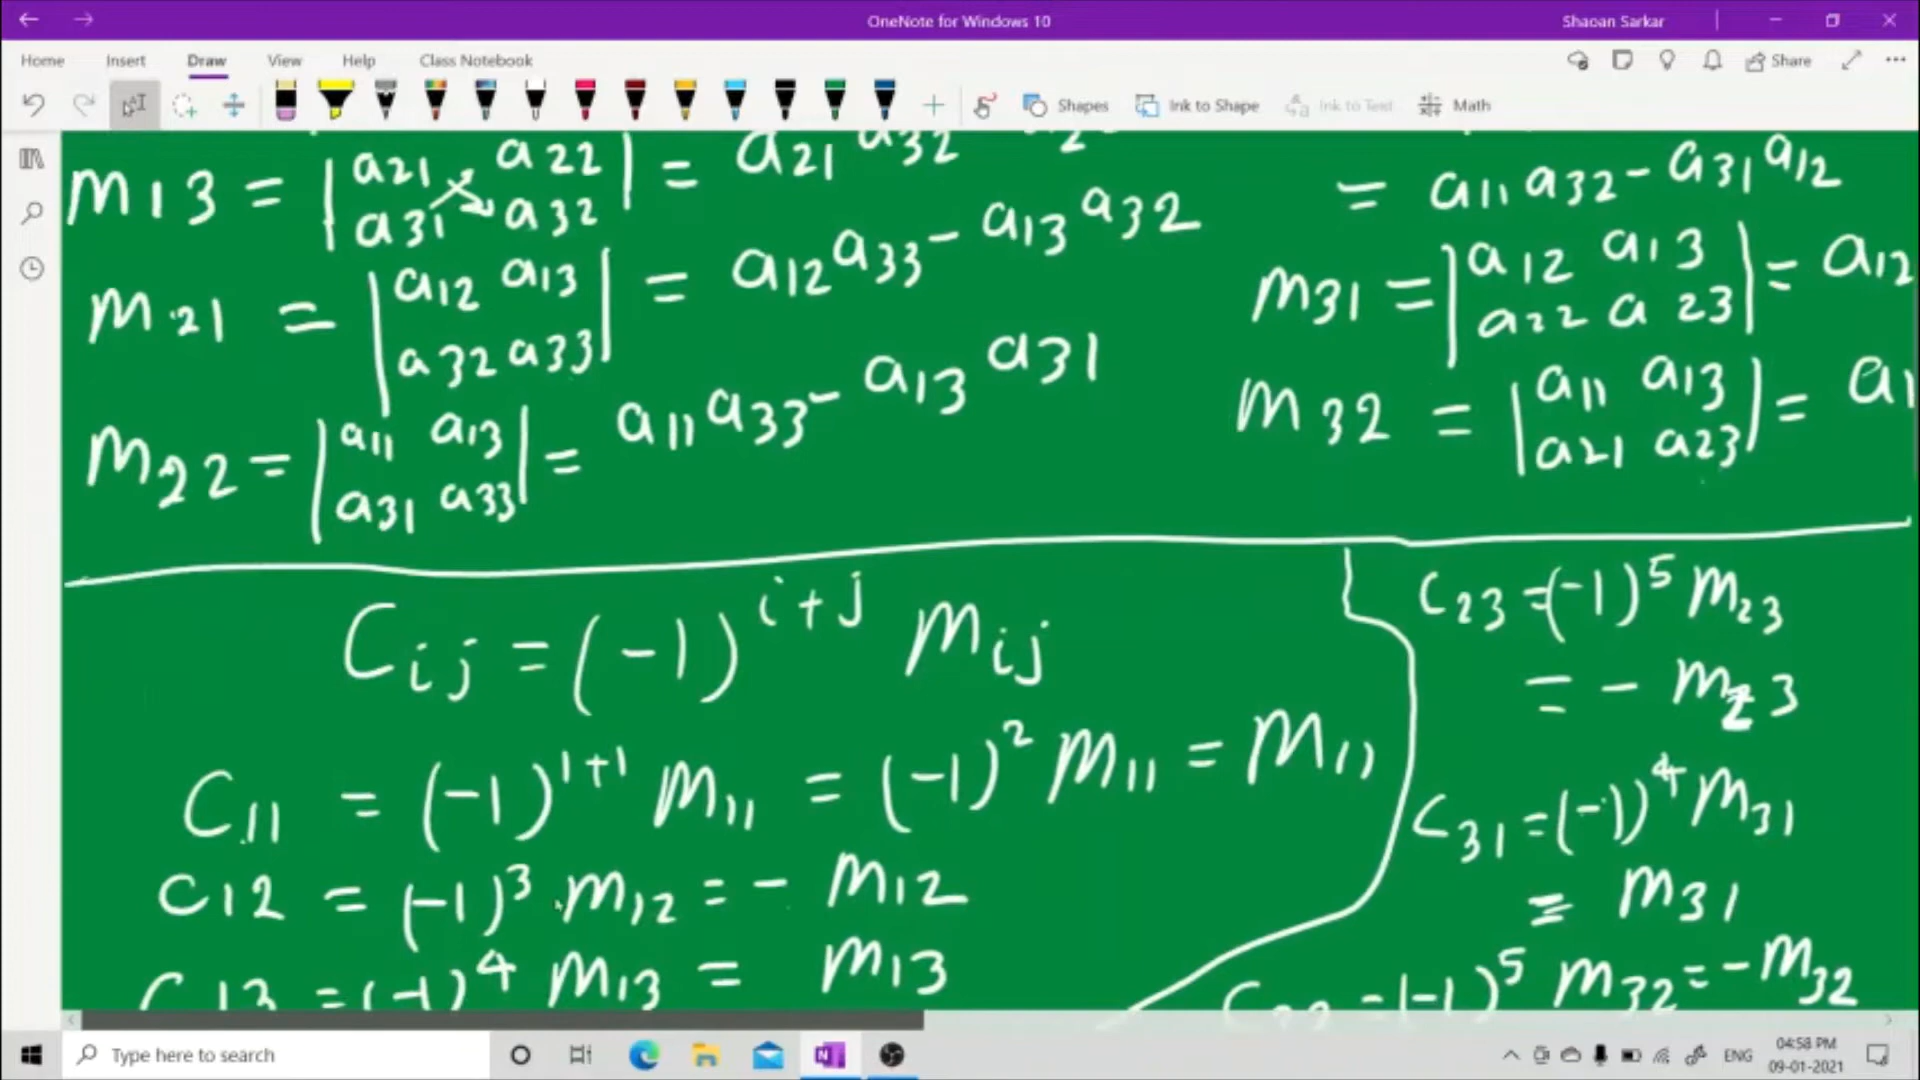 OneNote for Windows 10
Shaoan Sarkar
Home Insert Draw View Help Class Notebook
Share
Shapes Ink to Shape Ink to Text Math
m13 = |a21 a22| = a21 a32
|a31 a32|
m21 = |a12 a13| = a12 a33 - a13 a32
|a32 a33|
m22 = |a11 a13| = a11 a33 - a13 a31
|a31 a33|
= a11 a32 - a31 a12
m31 = |a12 a13| = a12
|a22 a23|
m32 = |a11 a13| =
|a21 a23|
Cij = (-1)^i+j mij
C11 = (-1)^1+1 m11 = (-1)^2 m11 = m11
C12 = (-1)^3 m12 = - m12
C13 = (-1)^4 m13 = m13
C23 = (-1)^5 m23
= - m23
C31 = (-1)^4 m31
= m31
= (-1)^5 m32 = - m32
Type here to search
ENG
04:58 PM
09-01-2021